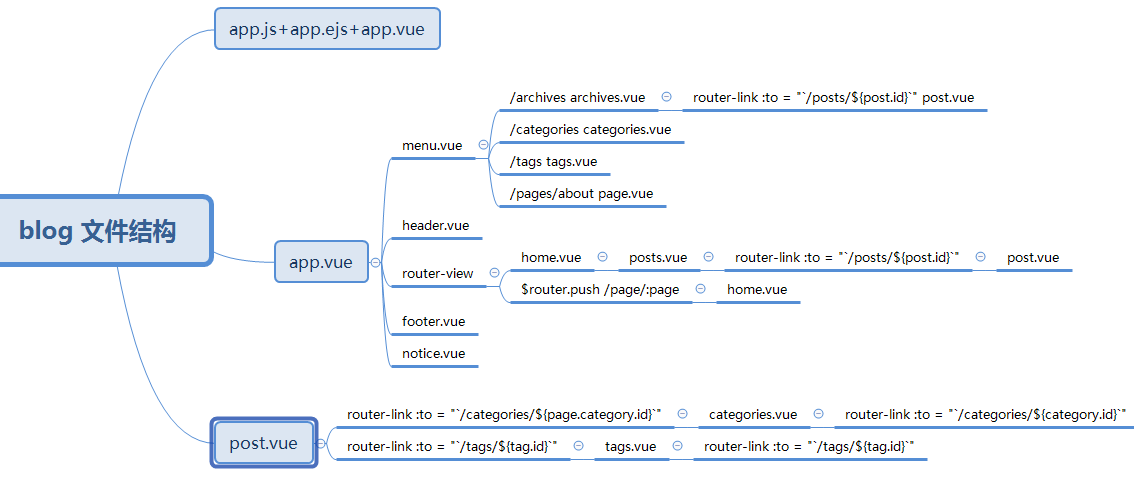 app.js+app.ejs+app.vue
blog 文件结构
app.vue
menu.vue
/archives archives.vue
router-link :to = "`/posts/${post.id}`" post.vue
/categories categories.vue
/tags tags.vue
/pages/about page.vue
header.vue
router-view
home.vue
posts.vue
router-link :to = "`/posts/${post.id}`"
post.vue
$router.push /page/:page
home.vue
footer.vue
notice.vue
post.vue
router-link :to = "`/categories/${page.category.id}`"
categories.vue
router-link :to = "`/categories/${category.id}`"
router-link :to = "`/tags/${tag.id}`"
tags.vue
router-link :to = "`/tags/${tag.id}`"